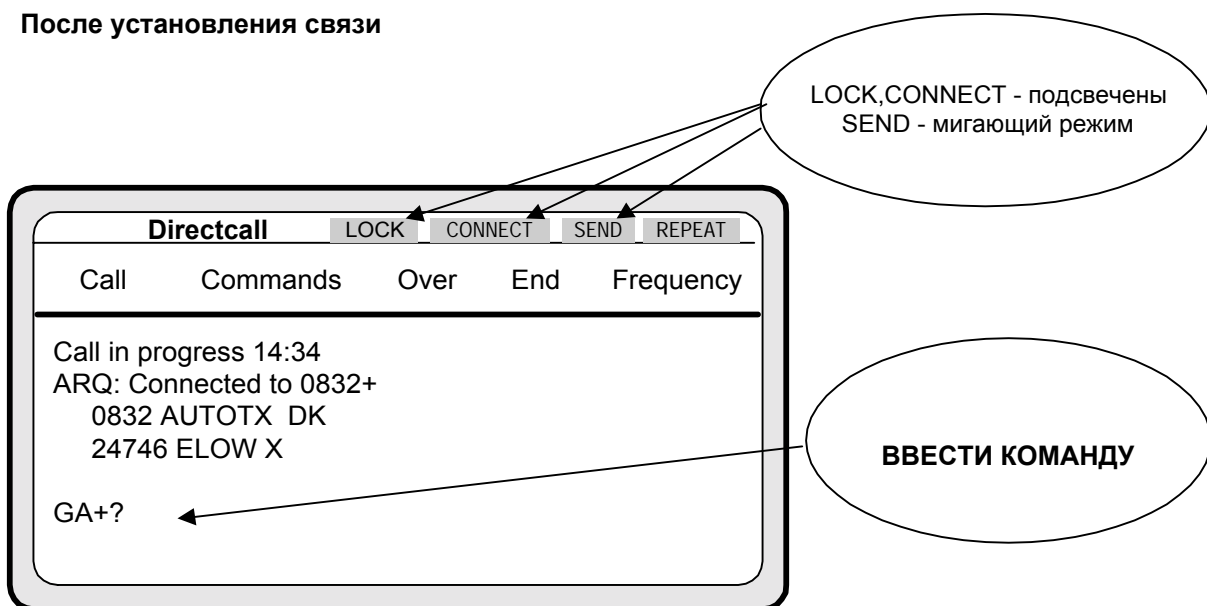 После установления связи
LOCK,CONNECT - подсвечены
SEND - мигающий режим
Directcall LOCK CONNECT SEND REPEAT
Call Commands Over End Frequency
Call in progress 14:34
ARQ: Connected to 0832+
0832 AUTOTX DK
24746 ELOW X
GA+?
ВВЕСТИ КОМАНДУ